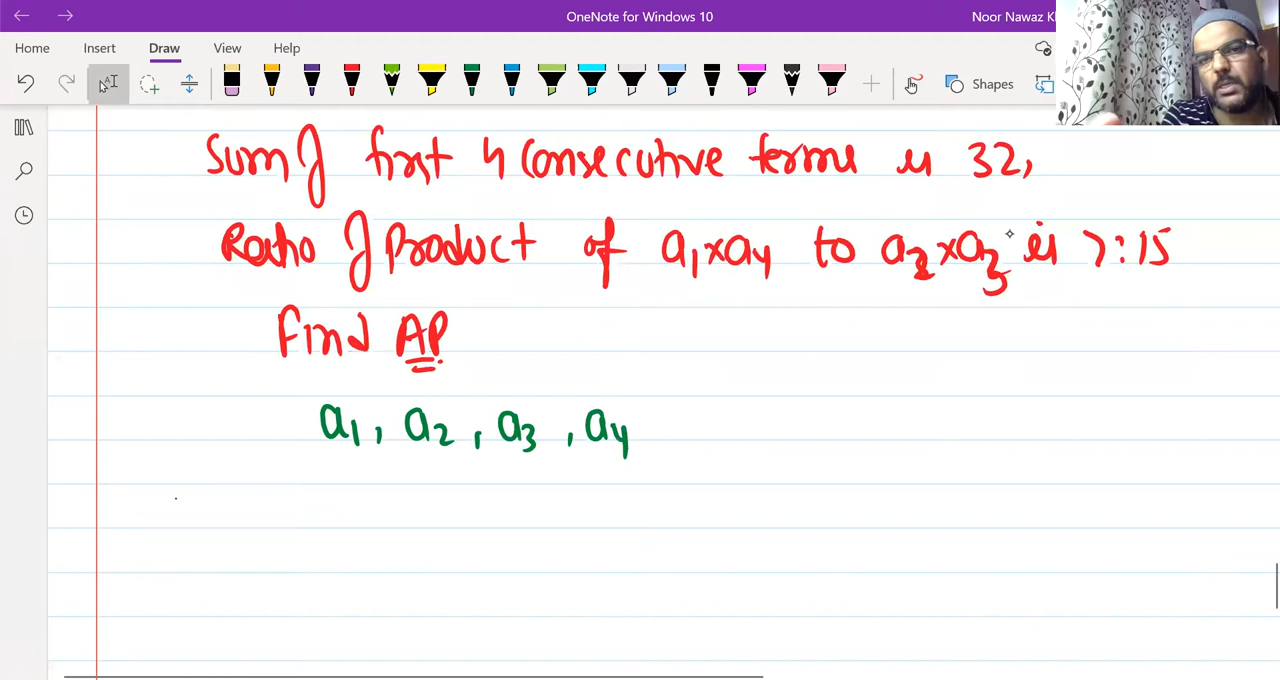 OneNote for Windows 10
Noor Nawaz Kh
Home Insert Draw View Help
Shapes
Sum of first 4 Consecutive terms is 32,
Ratio of Product of a₁×a₄ to a₂×a₃ is 7:15
Find AP
a₁, a₂, a₃, a₄